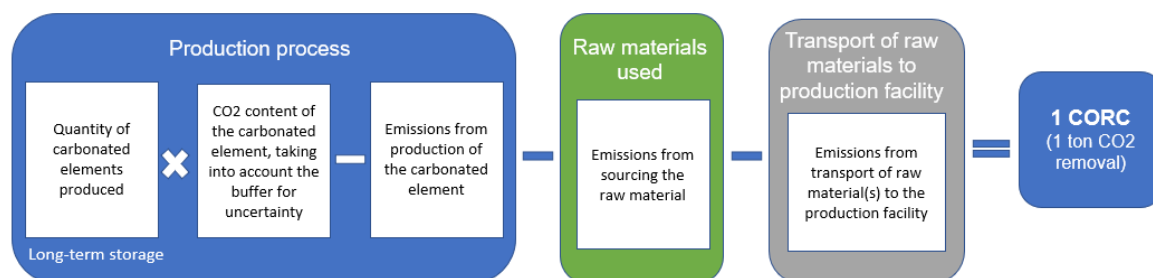 Production process
Quantity of
carbonated
elements
produced
CO2 content of
the carbonated
element, taking
into account the
buffer for
uncertainty
Emissions from
production of
the carbonated
element
Long-term storage
Raw materials
used
Emissions from
sourcing the
raw material
Transport of raw
materials to
production facility
Emissions from
transport of raw
material(s) to the
production facility
1 CORC
(1 ton CO2
removal)